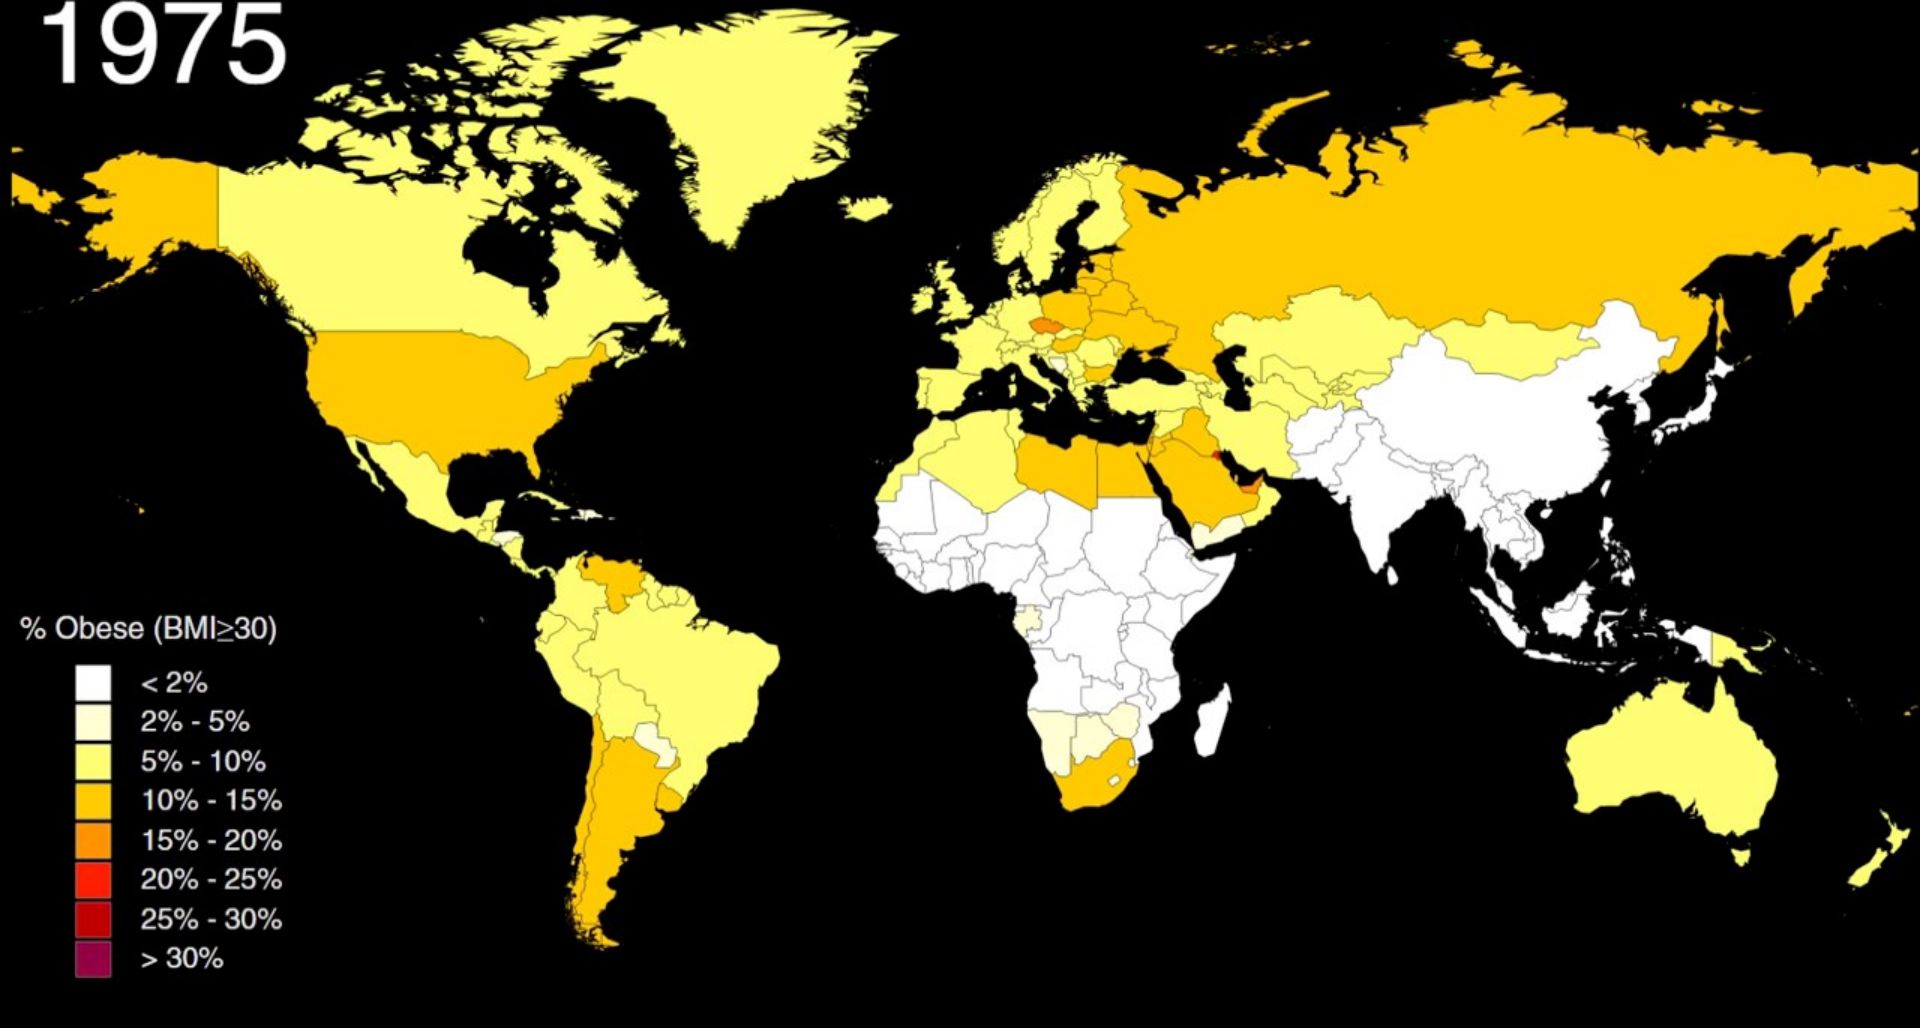 1975
% Obese (BMI≥30)
< 2%
2% - 5%
5% - 10%
10% - 15%
15% - 20%
20% - 25%
25% - 30%
> 30%